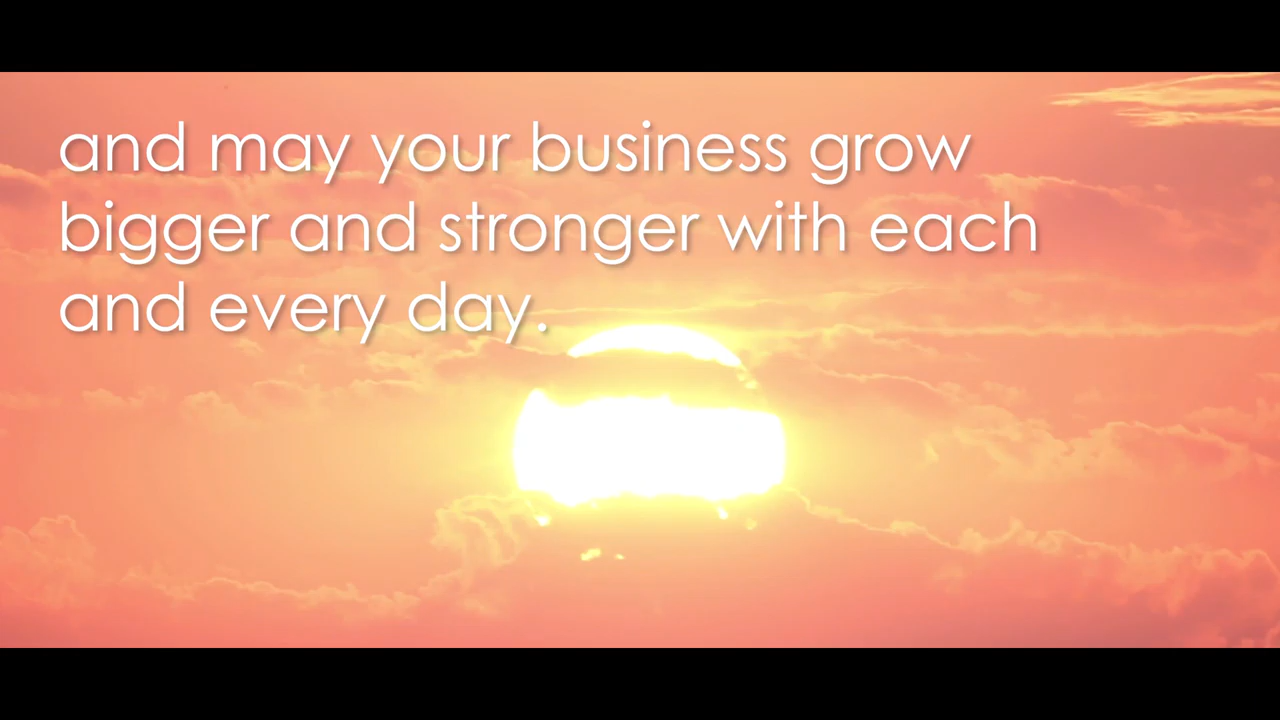 and may your business grow
bigger and stronger with each
and every day.